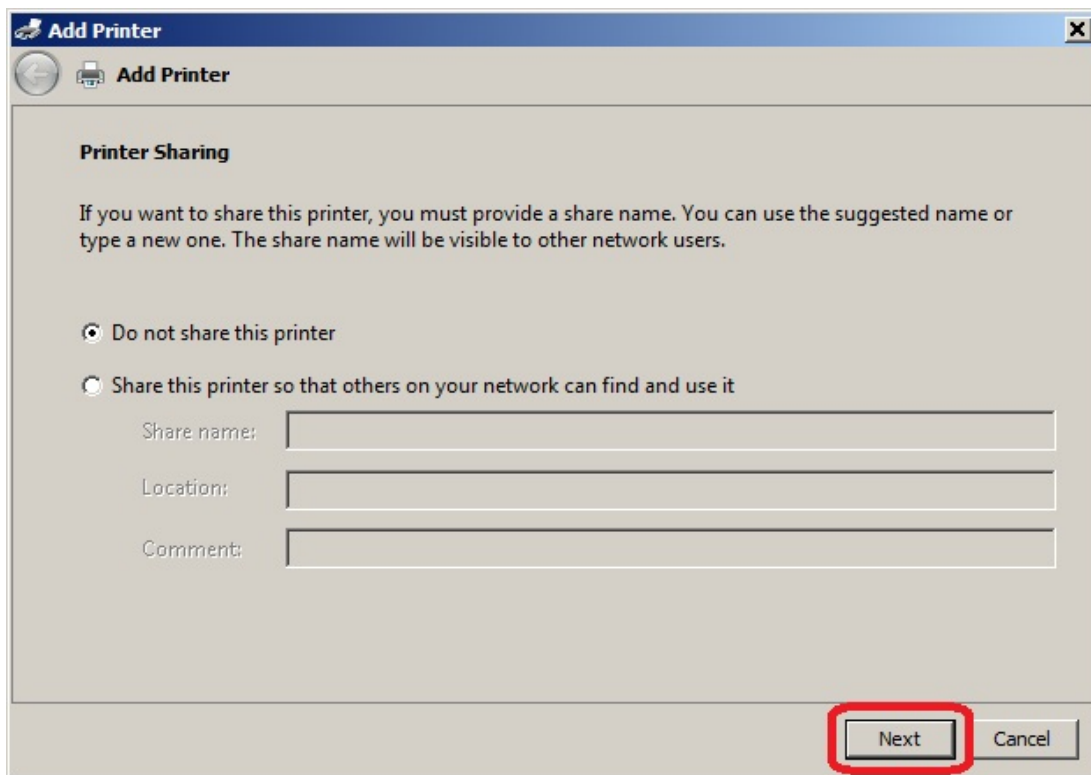 Add Printer
Add Printer
Printer Sharing
If you want to share this printer, you must provide a share name. You can use the suggested name or
type a new one. The share name will be visible to other network users.
Do not share this printer
Share this printer so that others on your network can find and use it
Share name:
Location:
Comment:
Next Cancel